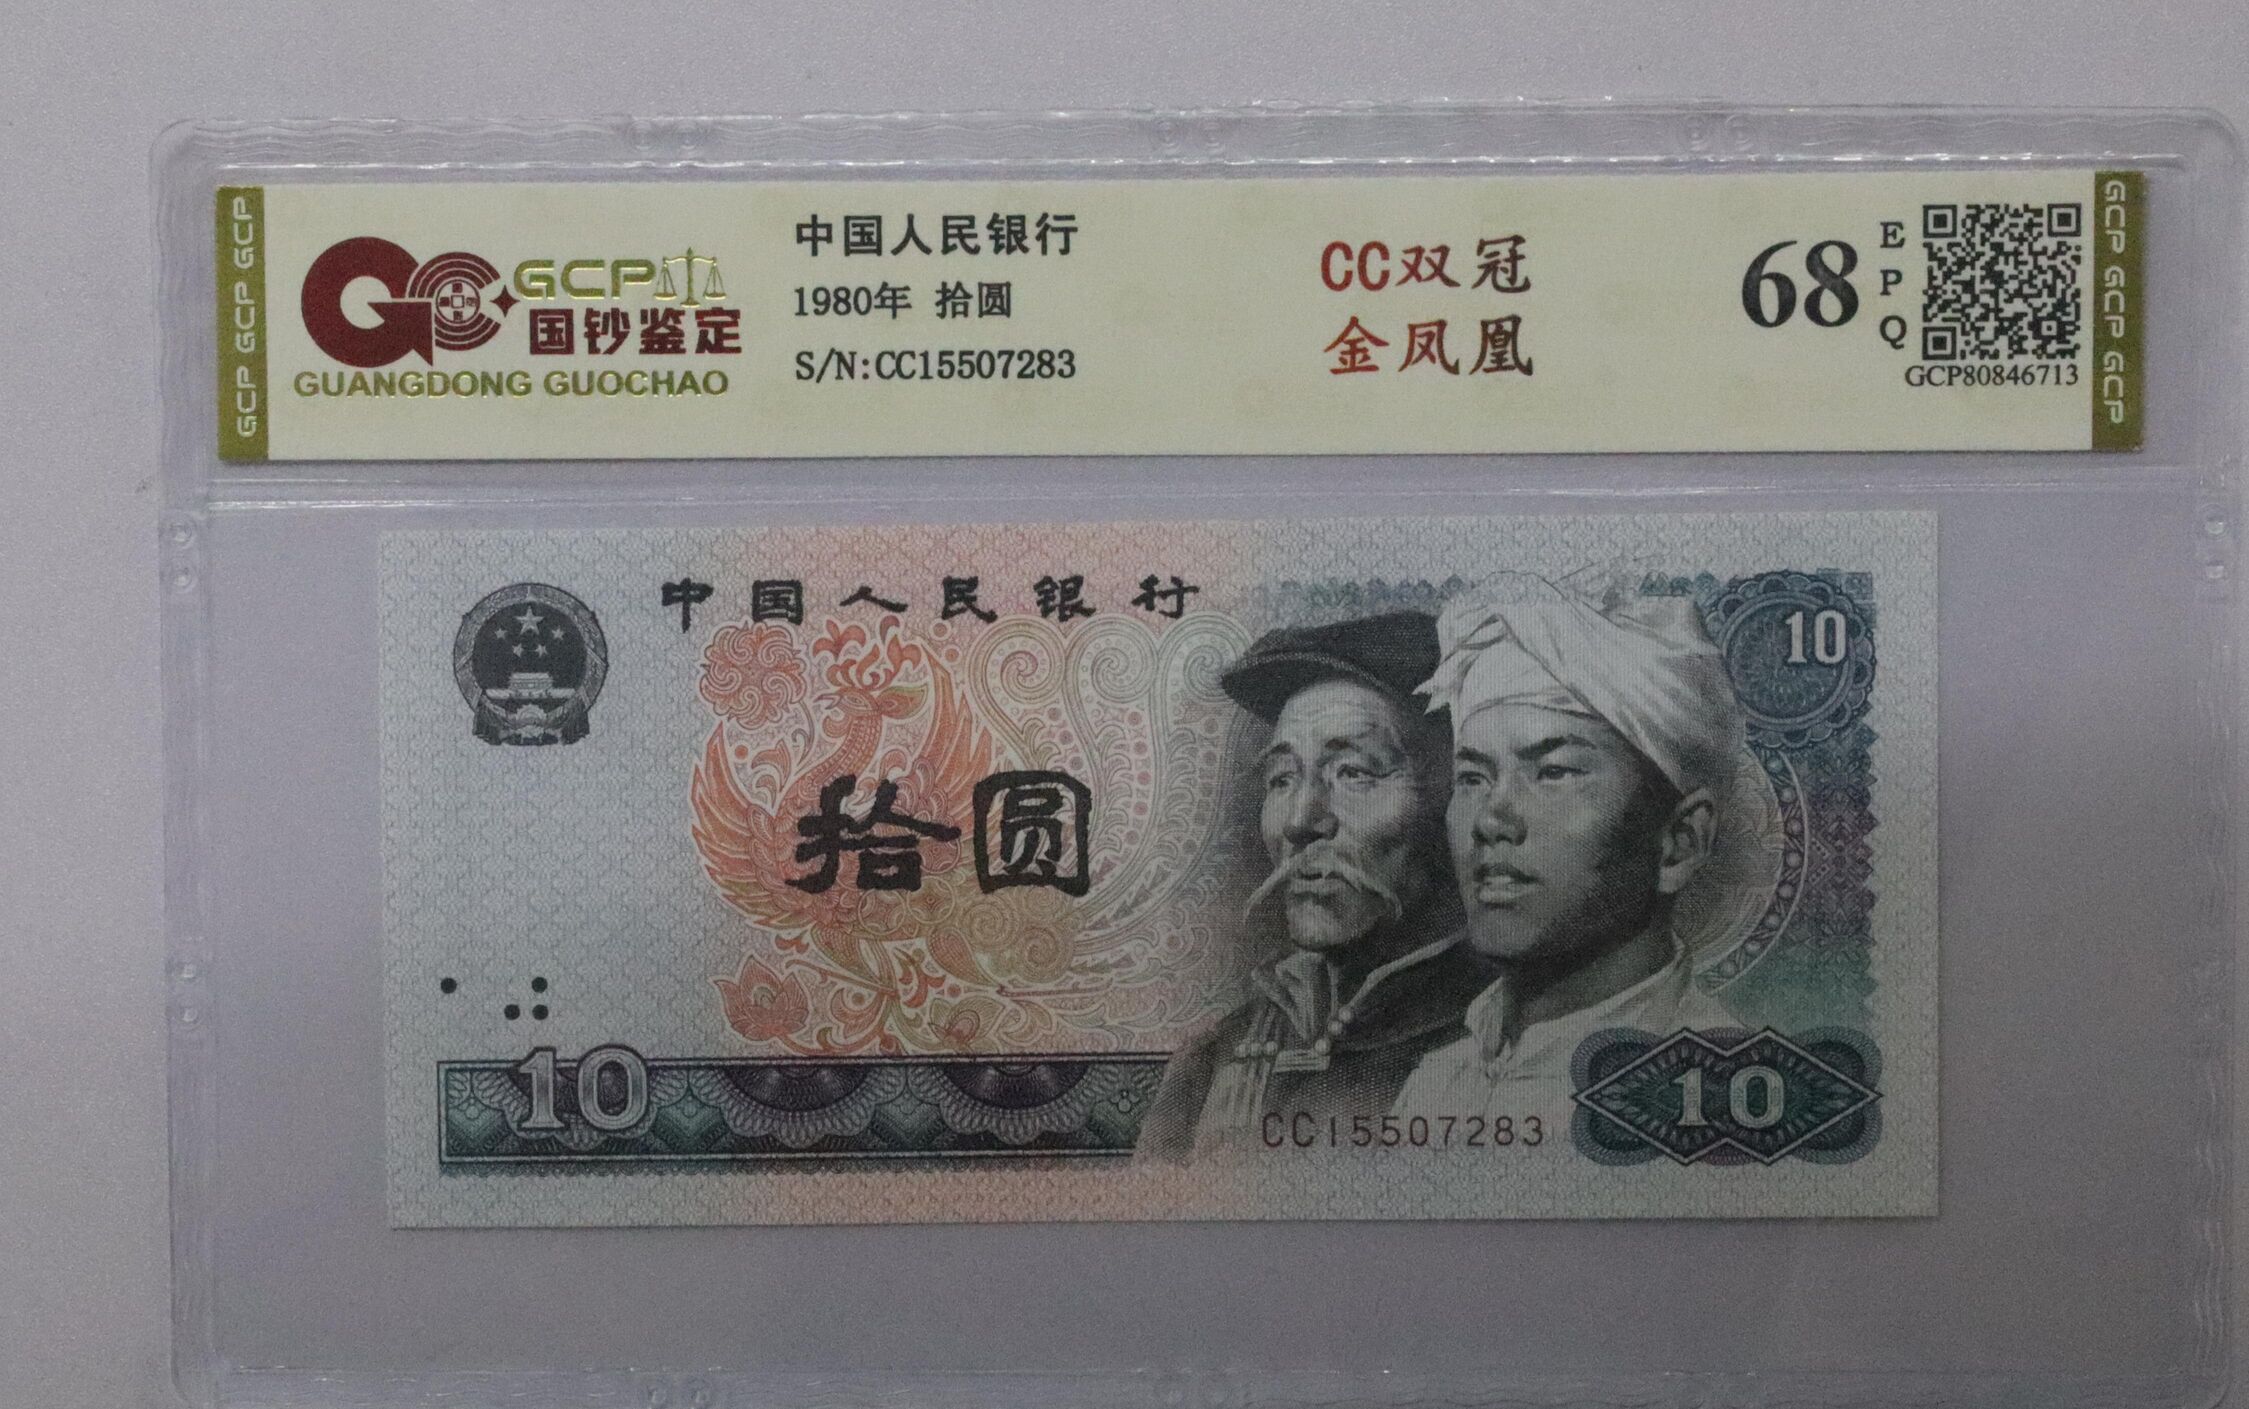 GCP GCP GCP
GCP
国钞鉴定
GUANGDONG GUOCHAO
中国人民银行
1980年 拾圆
S/N:CC15507283
CC双冠
金凤凰
68
EPQ
GCP80846713
GCP GCP GCP
中国人民银行
10
拾圆
10
CC15507283
10